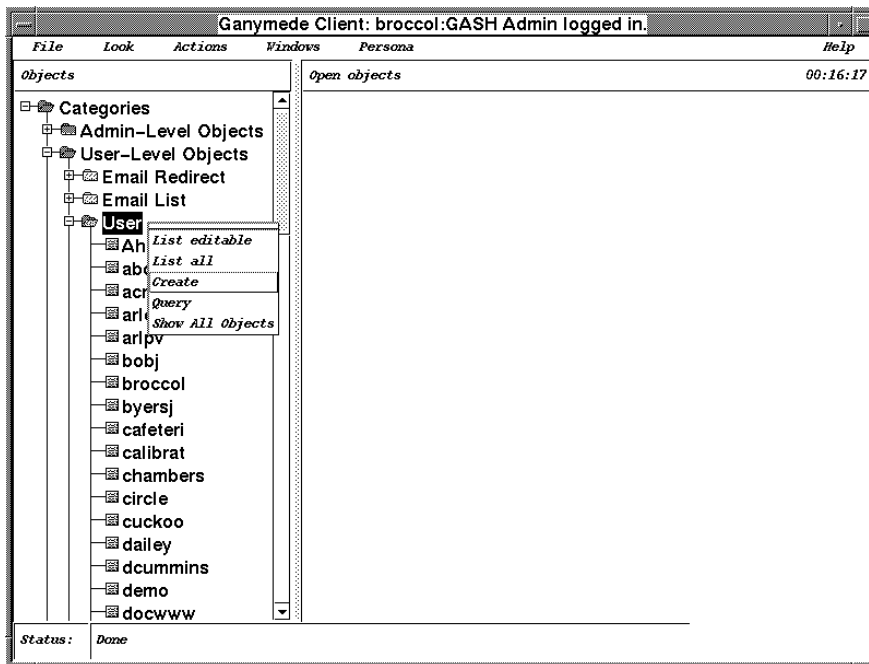 Ganymede Client: broccol:GASH Admin logged in.
File Look Actions Windows Persona Help
Objects
Open objects 00:16:17
Categories
Admin-Level Objects
User-Level Objects
Email Redirect
Email List
User
List editable
List all
Create
Query
Show All Objects
arlpv
bobj
broccol
byersj
cafeteri
calibrat
chambers
circle
cuckoo
dailey
dcummins
demo
docwww
Status: Done